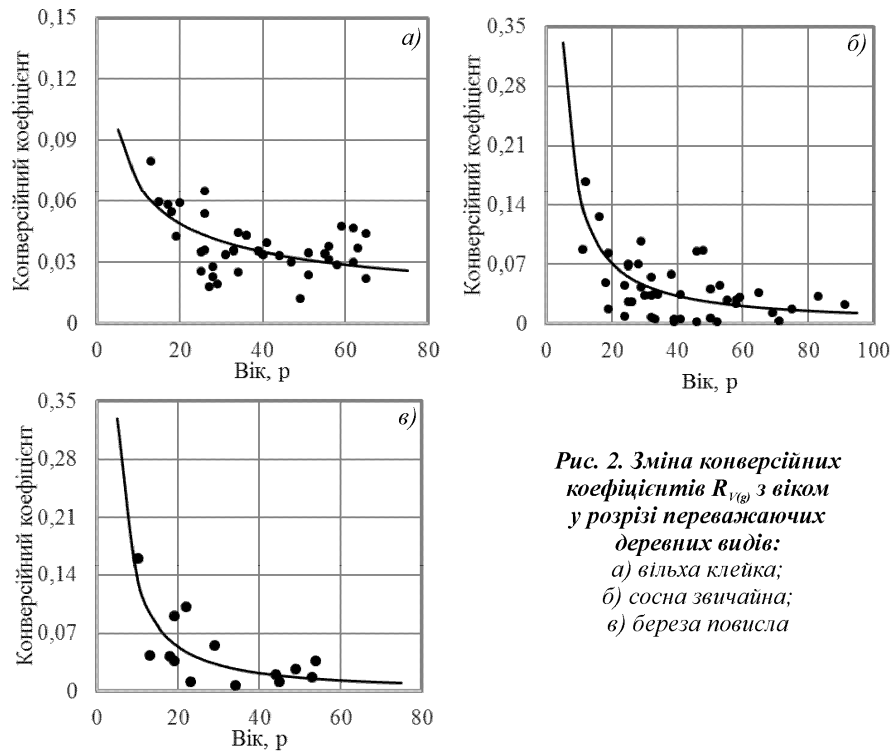 а)
Конверсійний коефіцієнт
0,15
0,12
0,09
0,06
0,03
0
0 20 40 60 80
Вік, р
б)
Конверсійний коефіцієнт
0,35
0,28
0,21
0,14
0,07
0
0 20 40 60 80 100
Вік, р
в)
Конверсійний коефіцієнт
0,35
0,28
0,21
0,14
0,07
0
0 20 40 60 80
Вік, р
Рис. 2. Зміна конверсійних
коефіцієнтів R_V(g) з віком
у розрізі переважаючих
деревних видів:
а) вільха клейка;
б) сосна звичайна;
в) береза повисла